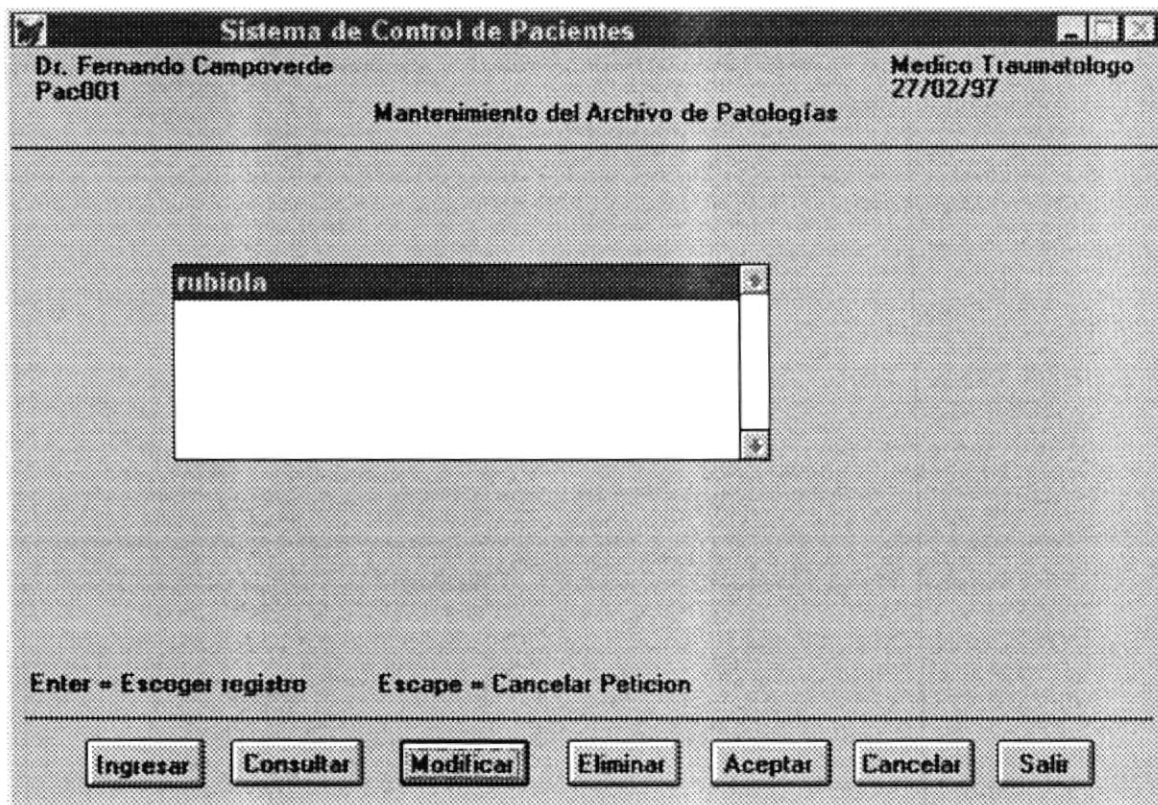 Sistema de Control de Pacientes
Dr. Fernando Campoverde
Medico Traumatologo
Pac001
27/02/97
Mantenimiento del Archivo de Patologías
rubiola
Enter = Escoger registro
Escape = Cancelar Peticion
Ingresar
Consultar
Modificar
Eliminar
Aceptar
Cancelar
Salir